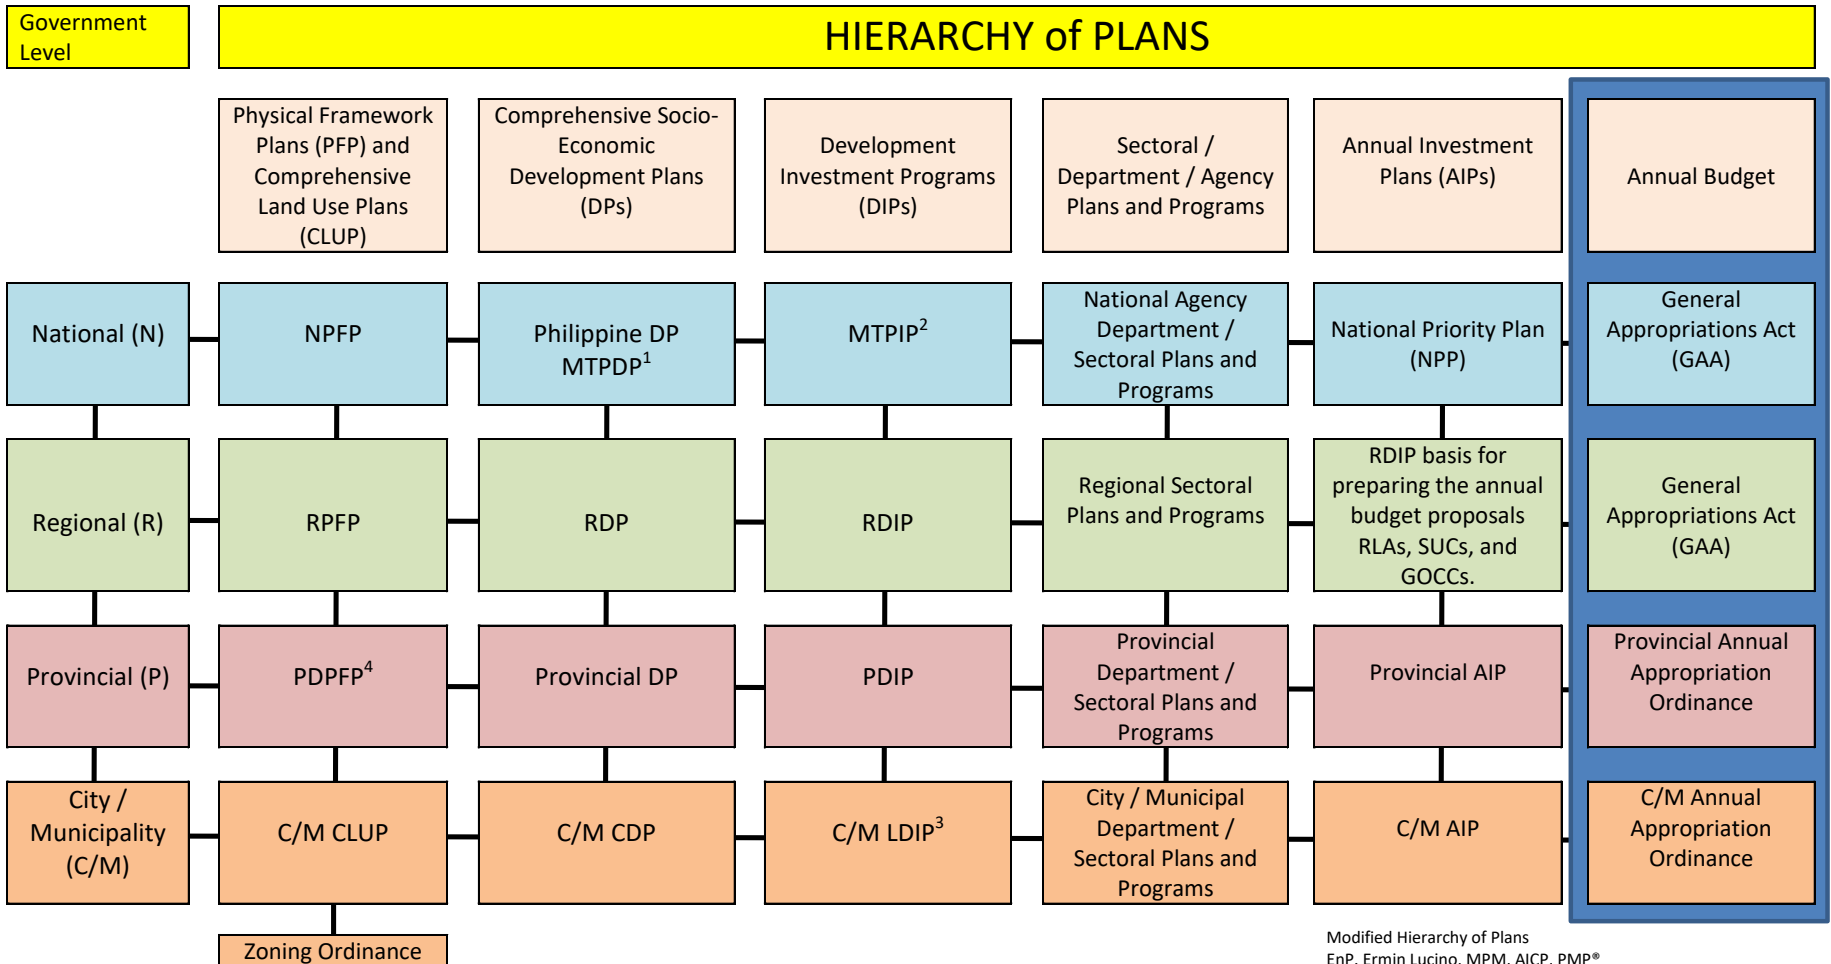 Government
Level
HIERARCHY of PLANS
Physical Framework
Plans (PFP) and
Comprehensive
Land Use Plans
(CLUP)
Comprehensive Socio-
Economic
Development Plans
(DPs)
Development
Investment Programs
(DIPs)
Sectoral /
Department / Agency
Plans and Programs
Annual Investment
Plans (AIPs)
Annual Budget
National (N)
NPFP
Philippine DP
MTPDP¹
MTPIP²
National Agency
Department /
Sectoral Plans and
Programs
National Priority Plan
(NPP)
General
Appropriations Act
(GAA)
Regional (R)
RPFP
RDP
RDIP
Regional Sectoral
Plans and Programs
RDIP basis for
preparing the annual
budget proposals
RLAs, SUCs, and
GOCCs.
General
Appropriations Act
(GAA)
Provincial (P)
PDPFP⁴
Provincial DP
PDIP
Provincial
Department /
Sectoral Plans and
Programs
Provincial AIP
Provincial Annual
Appropriation
Ordinance
City /
Municipality
(C/M)
C/M CLUP
C/M CDP
C/M LDIP³
City / Municipal
Department /
Sectoral Plans and
Programs
C/M AIP
C/M Annual
Appropriation
Ordinance
Zoning Ordinance
Modified Hierarchy of Plans
EnP. Ermin Lucino, MPM, AICP, PMP®